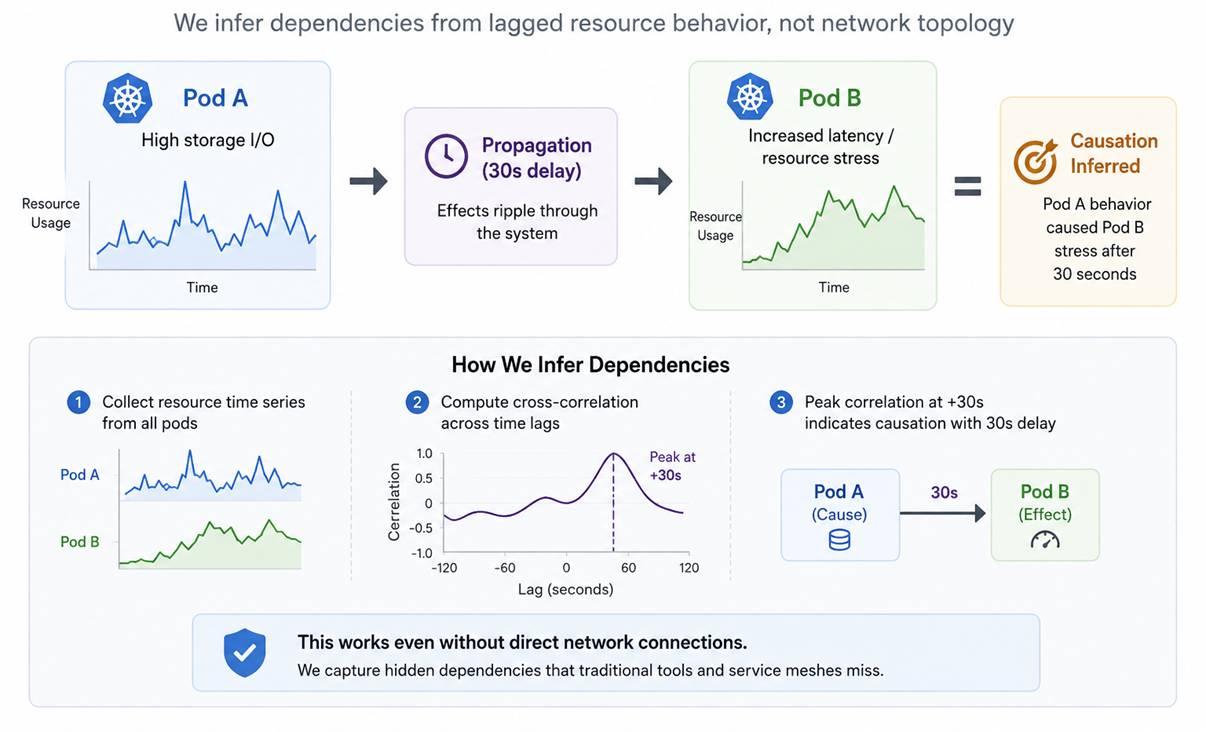 We infer dependencies from lagged resource behavior, not network topology
Pod A
High storage I/O
Resource
Usage
Time
Propagation
(30s delay)
Effects ripple through
the system
Pod B
Increased latency /
resource stress
Resource
Usage
Time
=
Causation
Inferred
Pod A behavior
caused Pod B
stress after
30 seconds
How We Infer Dependencies
1
Collect resource time series
from all pods
Pod A
Pod B
2
Compute cross-correlation
across time lags
Cerrelation
1.0
0.5
0
-0.5
-1.0
Peak at
+30s
-120 -60 0 60 120
Lag (seconds)
3
Peak correlation at +30s
indicates causation with 30s delay
Pod A
(Cause)
30s
Pod B
(Effect)
This works even without direct network connections.
We capture hidden dependencies that traditional tools and service meshes miss.